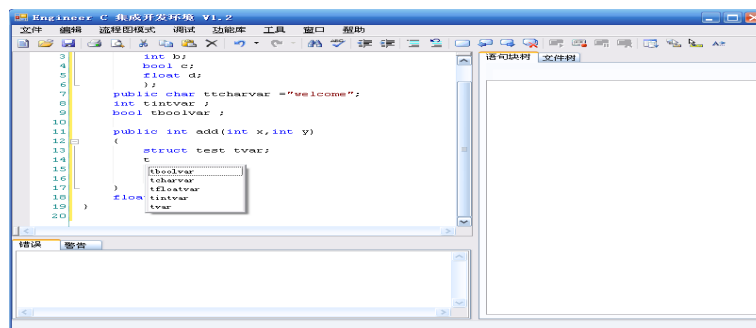 Engineer C 集成开发环境 V1.2
文件 编辑 流程图模式 调试 功能库 工具 窗口 帮助
语句块树 文件树
3 int b;
4 bool c;
5 float d;
6 };
7 public char ttcharvar ="welcome";
8 int tintvar ;
9 bool tboolvar ;
10
11 public int add(int x,int y)
12 {
13 struct test tvar;
14 t
15 tboolvar
tcharvar
16
17 } tfloatvar
18 floa tintvar
19 } tvar
20
错误 警告